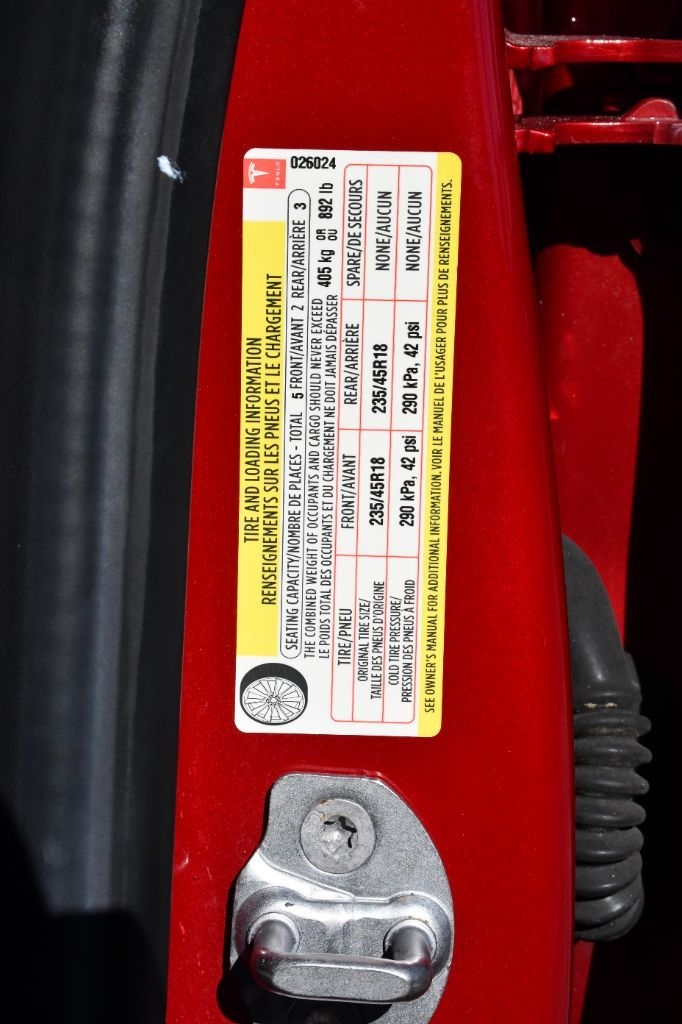 TESLA
026024
TIRE AND LOADING INFORMATION
RENSEIGNEMENTS SUR LES PNEUS ET LE CHARGEMENT
SEATING CAPACITY/NOMBRE DE PLACES - TOTAL 5 FRONT/AVANT 2 REAR/ARRIÈRE 3
THE COMBINED WEIGHT OF OCCUPANTS AND CARGO SHOULD NEVER EXCEED 405 kg OR 892 lb
LE POIDS TOTAL DES OCCUPANTS ET DU CHARGEMENT NE DOIT JAMAIS DÉPASSER OU
TIRE/PNEU FRONT/AVANT REAR/ARRIÈRE SPARE/DE SECOURS
ORIGINAL TIRE SIZE/
TAILLE DES PNEUS D'ORIGINE 235/45R18 235/45R18 NONE/AUCUN
COLD TIRE PRESSURE/
PRESSION DES PNEUS À FROID 290 kPa, 42 psi 290 kPa, 42 psi NONE/AUCUN
SEE OWNER'S MANUAL FOR ADDITIONAL INFORMATION. VOIR LE MANUEL DE L'USAGER POUR PLUS DE RENSEIGNEMENTS.